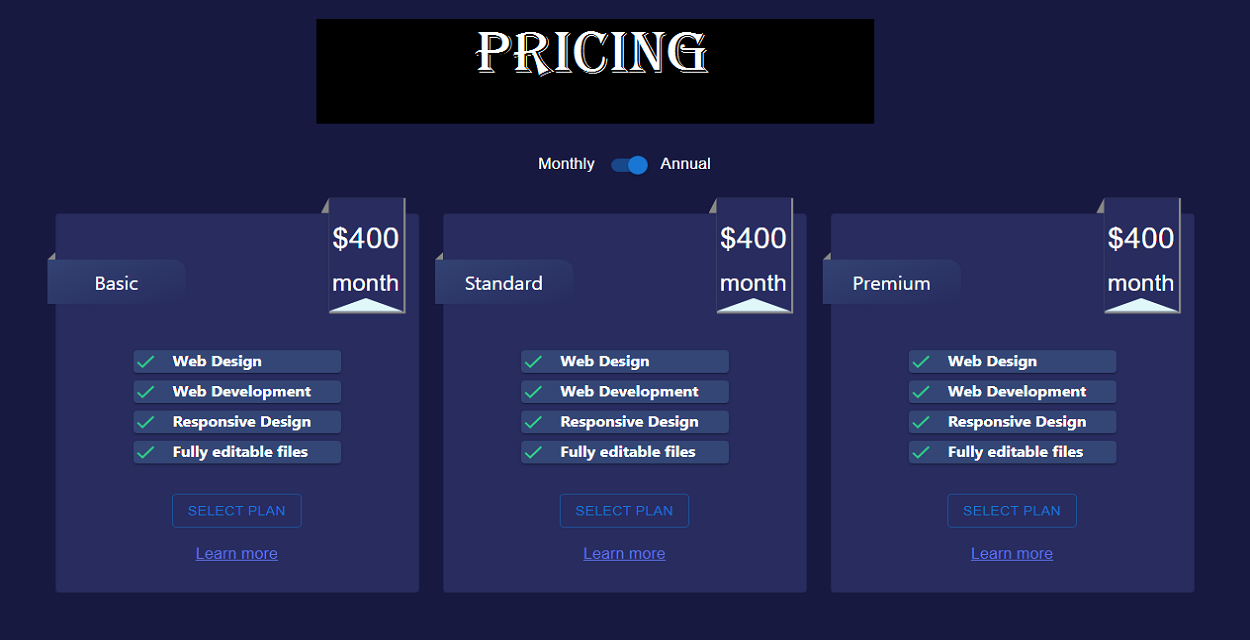 PRICING
Monthly Annual
$400
month
Basic
Web Design
Web Development
Responsive Design
Fully editable files
SELECT PLAN
Learn more
$400
month
Standard
Web Design
Web Development
Responsive Design
Fully editable files
SELECT PLAN
Learn more
$400
month
Premium
Web Design
Web Development
Responsive Design
Fully editable files
SELECT PLAN
Learn more